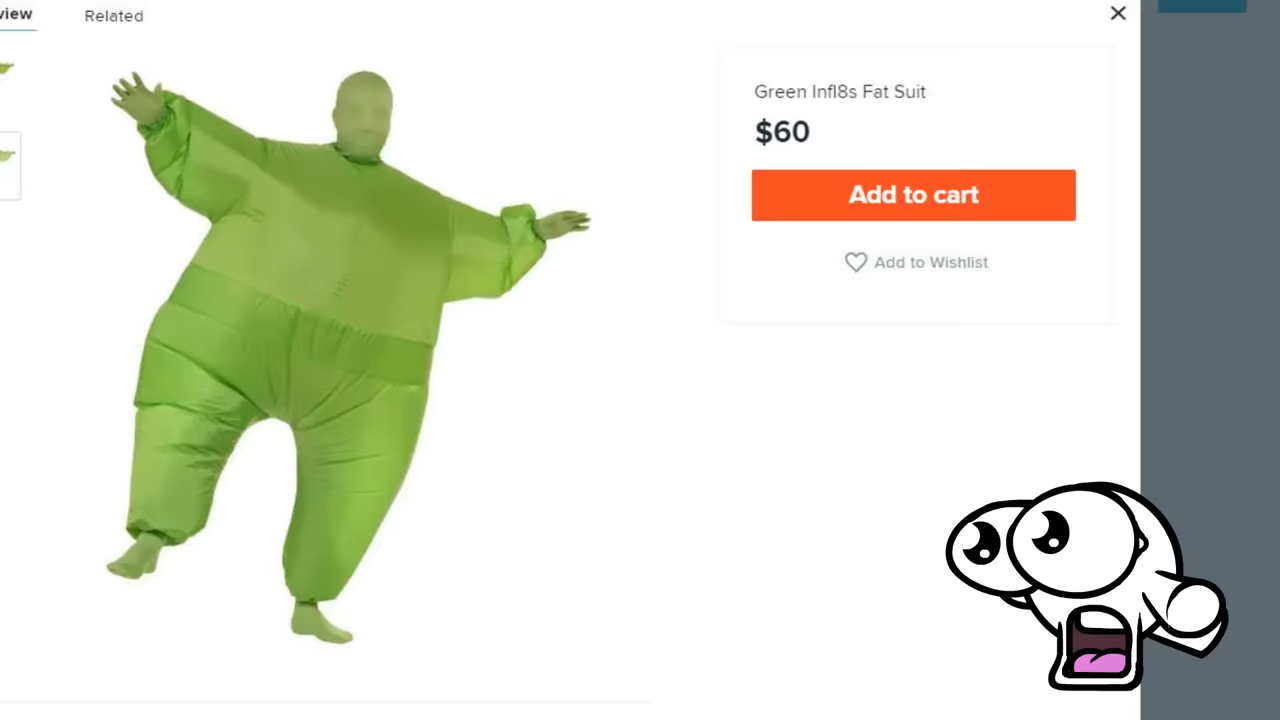 view
Related
Green Infl8s Fat Suit
$60
Add to cart
Add to Wishlist